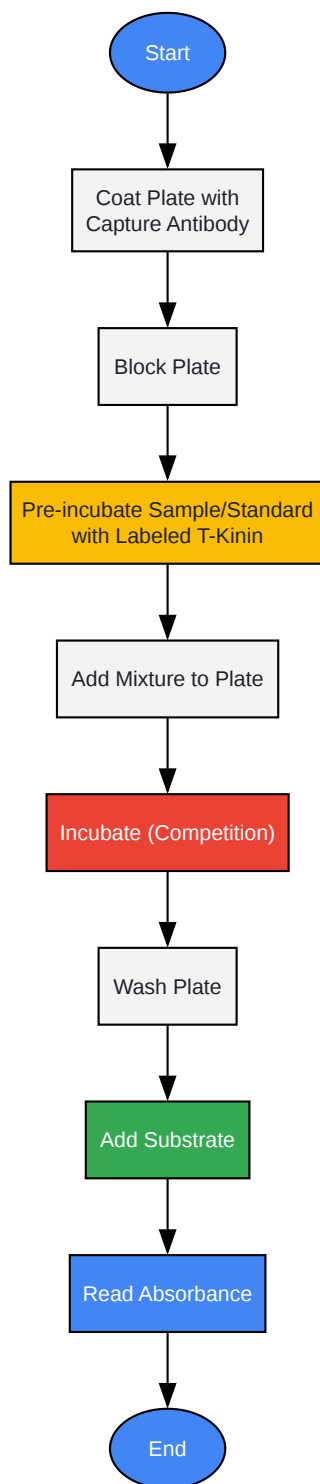 Start
Coat Plate with
Capture Antibody
Block Plate
Pre-incubate Sample/Standard
with Labeled T-Kinin
Add Mixture to Plate
Incubate (Competition)
Wash Plate
Add Substrate
Read Absorbance
End